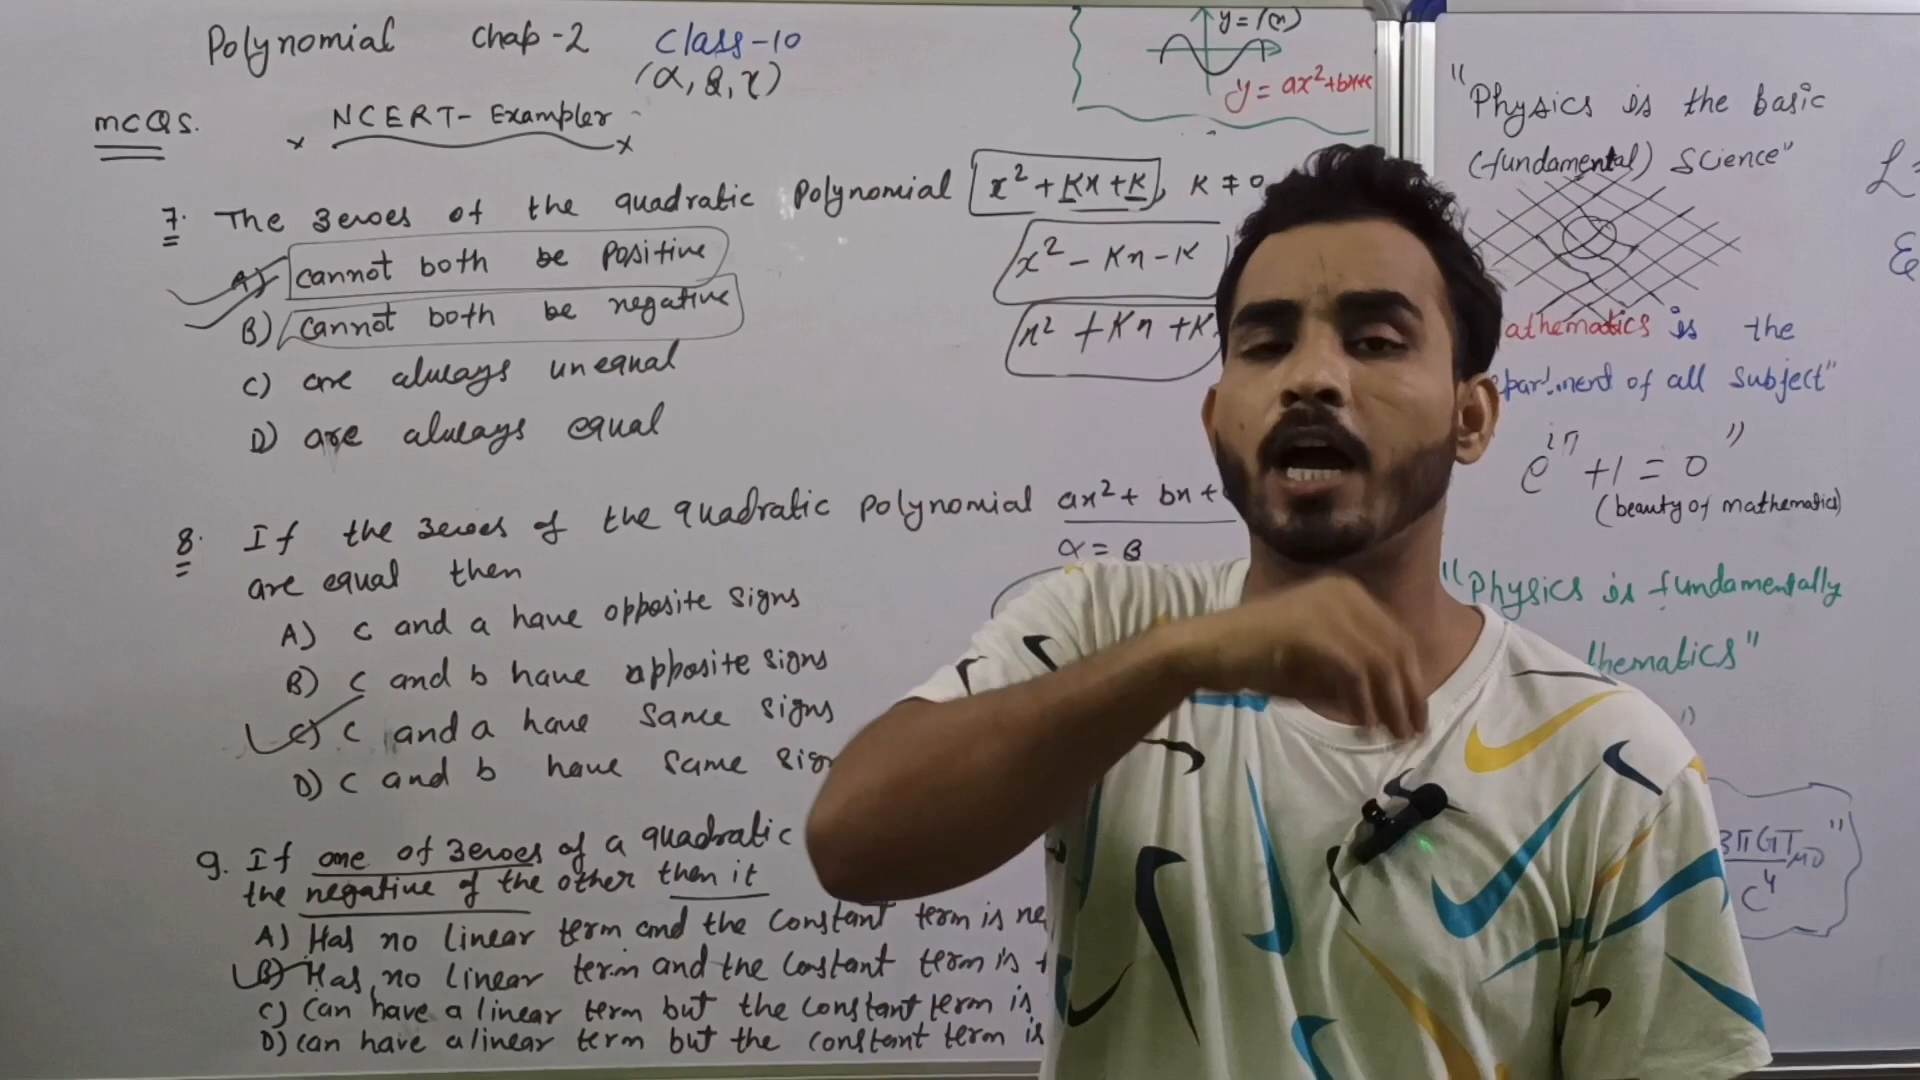 Polynomial chap-2 class-10
(α, β, γ)
MCQS.
NCERT- Exampler
7. The zeroes of the quadratic polynomial x² + Kx + K, K ≠ 0
A) cannot both be positive
B) cannot both be negative
C) are always unequal
D) are always equal
x² - Kx - K
x² + Kx + K
8. If the zeroes of the quadratic polynomial ax² + bx +
are equal then
α = β
A) c and a have opposite signs
B) c and b have opposite signs
C) c and a have same signs
D) c and b have same
9. If one of zeroes of a quadratic
the negative of the other then it
A) Has no linear term and the constant term is
B) Has no linear term and the constant term is
C) can have a linear term but the constant term is
D) can have a linear term but the constant term is
y = f(x)
y = ax² + bx+c
"Physics is the basic
(fundamental) Science"
athematics is the
of all subject"
e^iπ + 1 = 0"
(beauty of mathematics)
"Physics is fundamentally
thematics"
πGT
C⁴